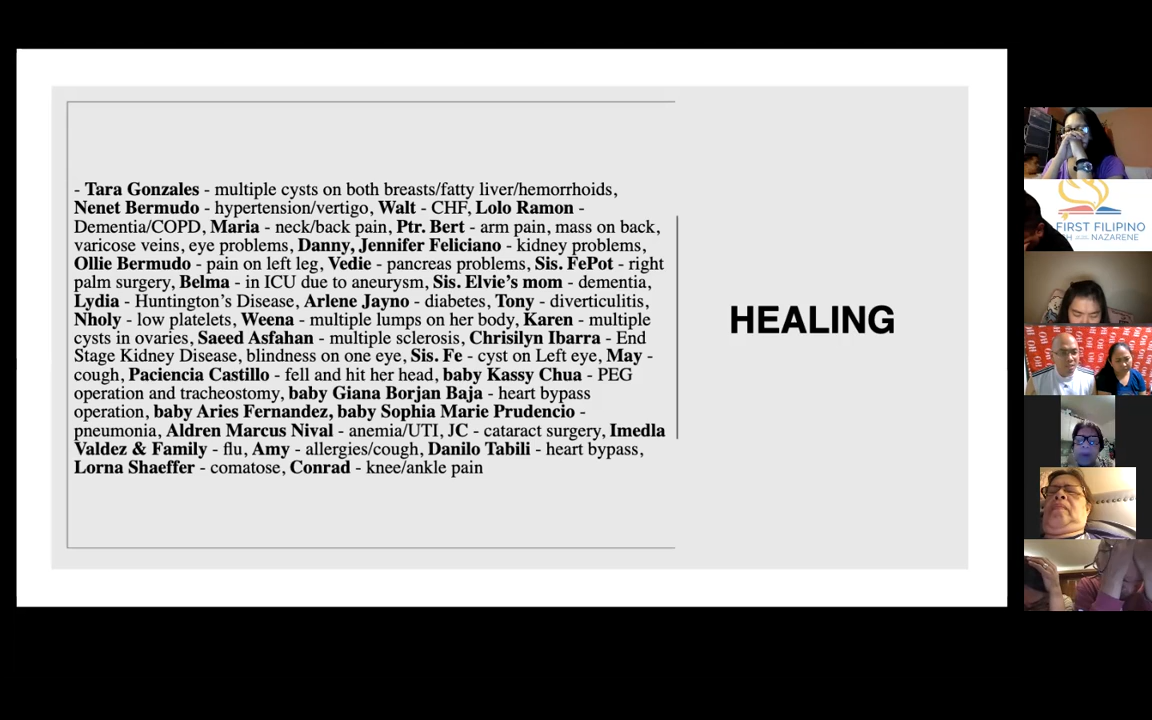 - Tara Gonzales - multiple cysts on both breasts/fatty liver/hemorrhoids,
Nenet Bermudo - hypertension/vertigo, Walt - CHF, Lolo Ramon -
Dementia/COPD, Maria - neck/back pain, Ptr. Bert - arm pain, mass on back,
varicose veins, eye problems, Danny, Jennifer Feliciano - kidney problems,
Ollie Bermudo - pain on left leg, Vedie - pancreas problems, Sis. FePot - right
palm surgery, Belma - in ICU due to aneurysm, Sis. Elvie’s mom - dementia,
Lydia - Huntington’s Disease, Arlene Jayno - diabetes, Tony - diverticulitis,
Nholy - low platelets, Weena - multiple lumps on her body, Karen - multiple
cysts in ovaries, Saeed Asfahan - multiple sclerosis, Chrisilyn Ibarra - End
Stage Kidney Disease, blindness on one eye, Sis. Fe - cyst on Left eye, May -
cough, Paciencia Castillo - fell and hit her head, baby Kassy Chua - PEG
operation and tracheostomy, baby Giana Borjan Baja - heart bypass
operation, baby Aries Fernandez, baby Sophia Marie Prudencio -
pneumonia, Aldren Marcus Nival - anemia/UTI, JC - cataract surgery, Imedla
Valdez & Family - flu, Amy - allergies/cough, Danilo Tabili - heart bypass,
Lorna Shaeffer - comatose, Conrad - knee/ankle pain
HEALING
FIRST FILIPINO
NAZARENE